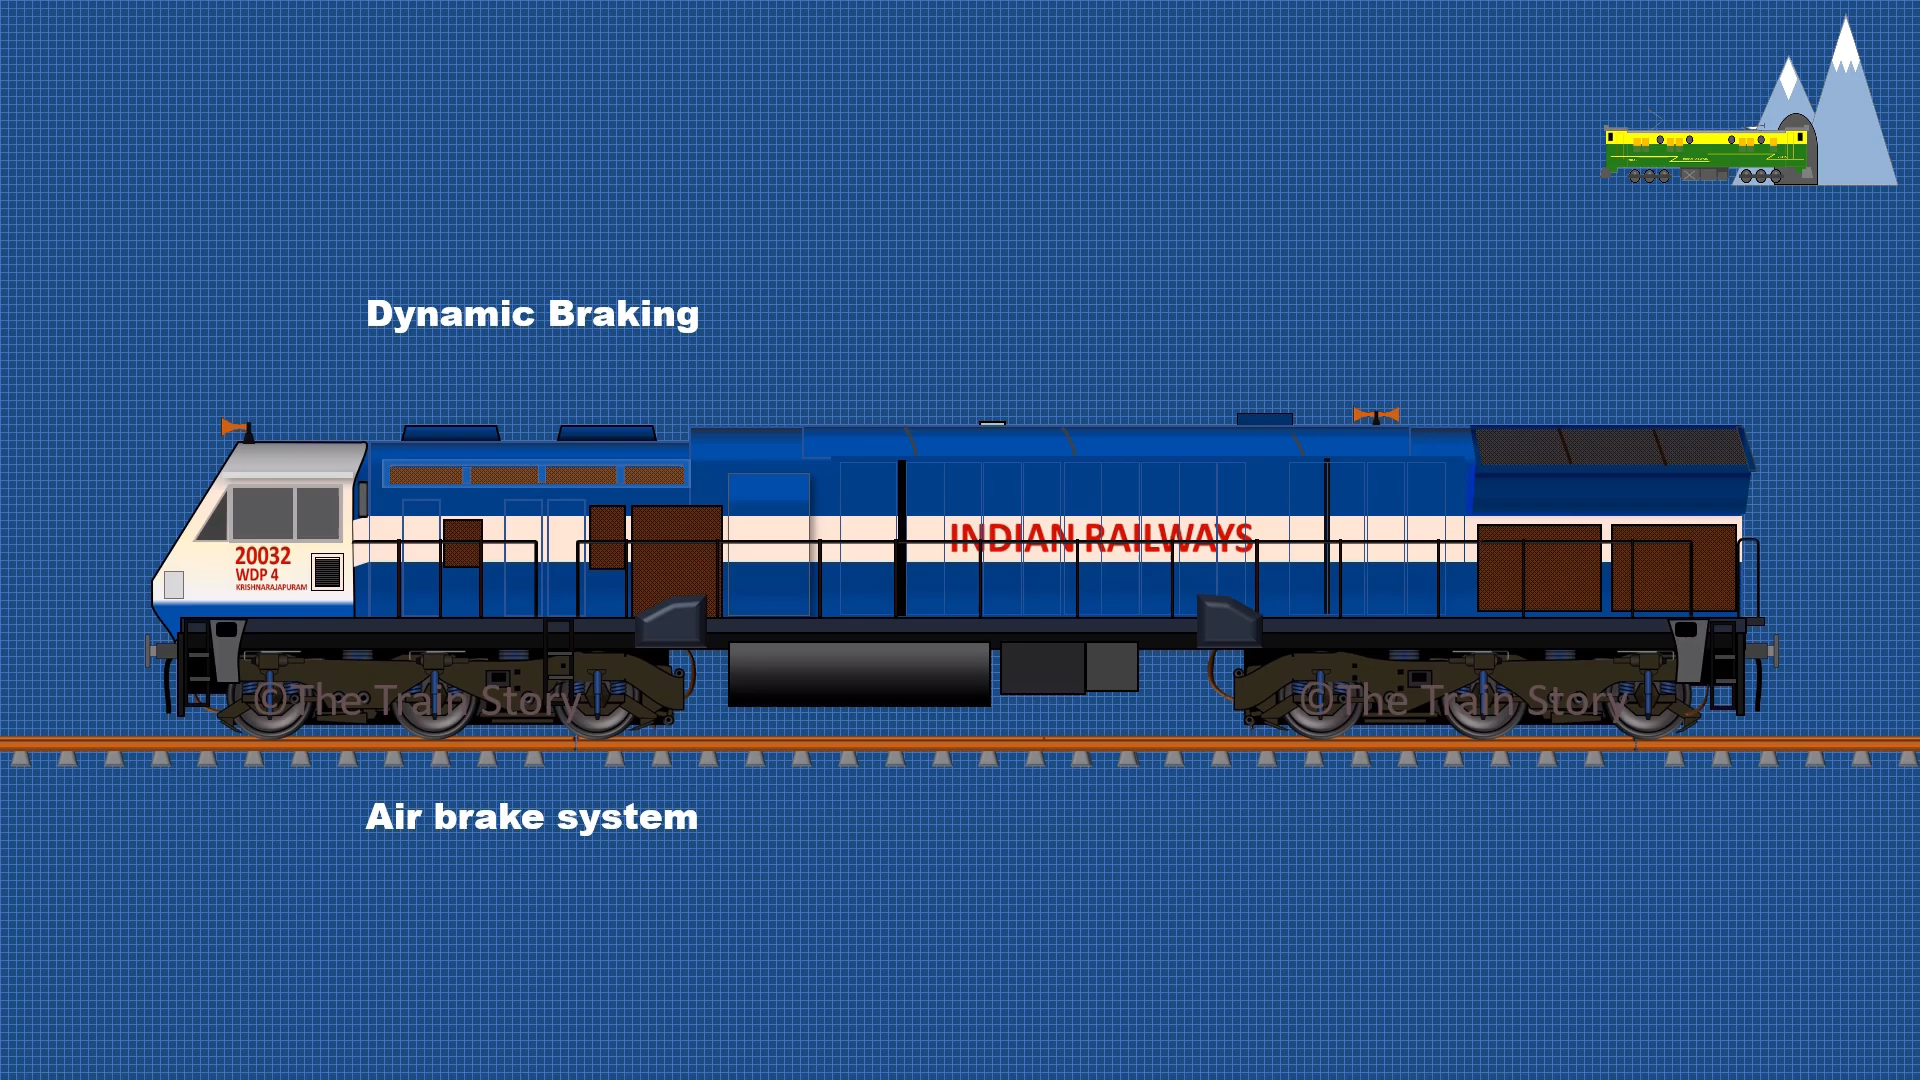 Dynamic Braking
INDIAN RAILWAYS
20032
WDP 4
KRISHNARAJAPURAM
©The Train Story
©The Train Story
Air brake system